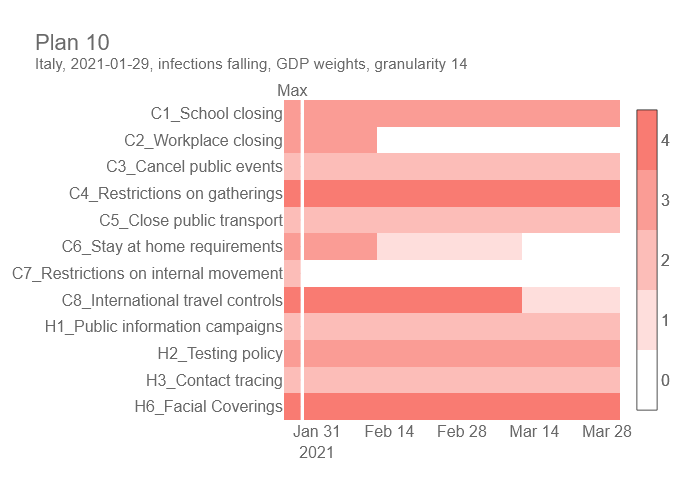 Plan 10
Italy, 2021-01-29, infections falling, GDP weights, granularity 14
Max
C1_School closing
C2_Workplace closing
C3_Cancel public events
C4_Restrictions on gatherings
C5_Close public transport
C6_Stay at home requirements
C7_Restrictions on internal movement
C8_International travel controls
H1_Public information campaigns
H2_Testing policy
H3_Contact tracing
H6_Facial Coverings
4
3
2
1
0
Jan 31 Feb 14 Feb 28 Mar 14 Mar 28
2021